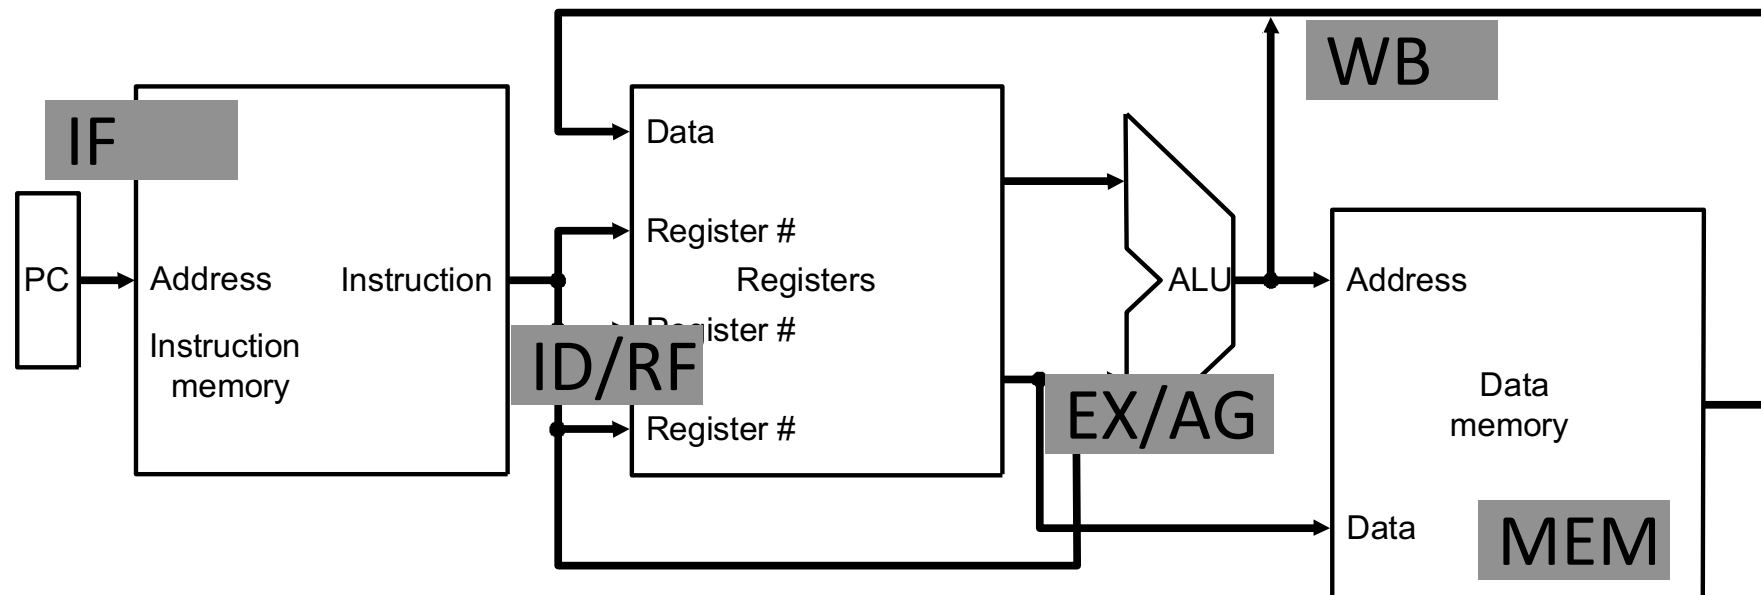 WB
IF
Data
Register #
PC
Address
Instruction
Registers
ALU
Address
Register #
Instruction
memory
ID/RF
Data
memory
EX/AG
Register #
Data
MEM